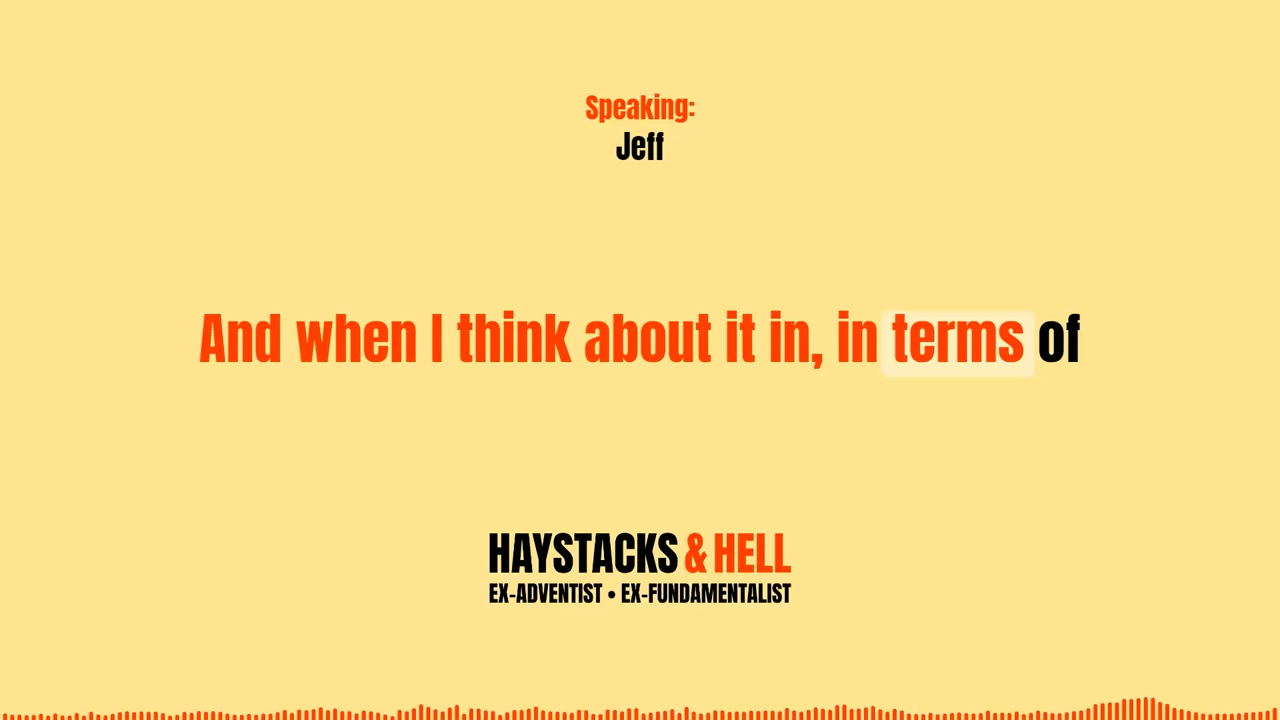 Speaking:
Jeff
And when I think about it in, in terms of
HAYSTACKS & HELL
EX-ADVENTIST • EX-FUNDAMENTALIST